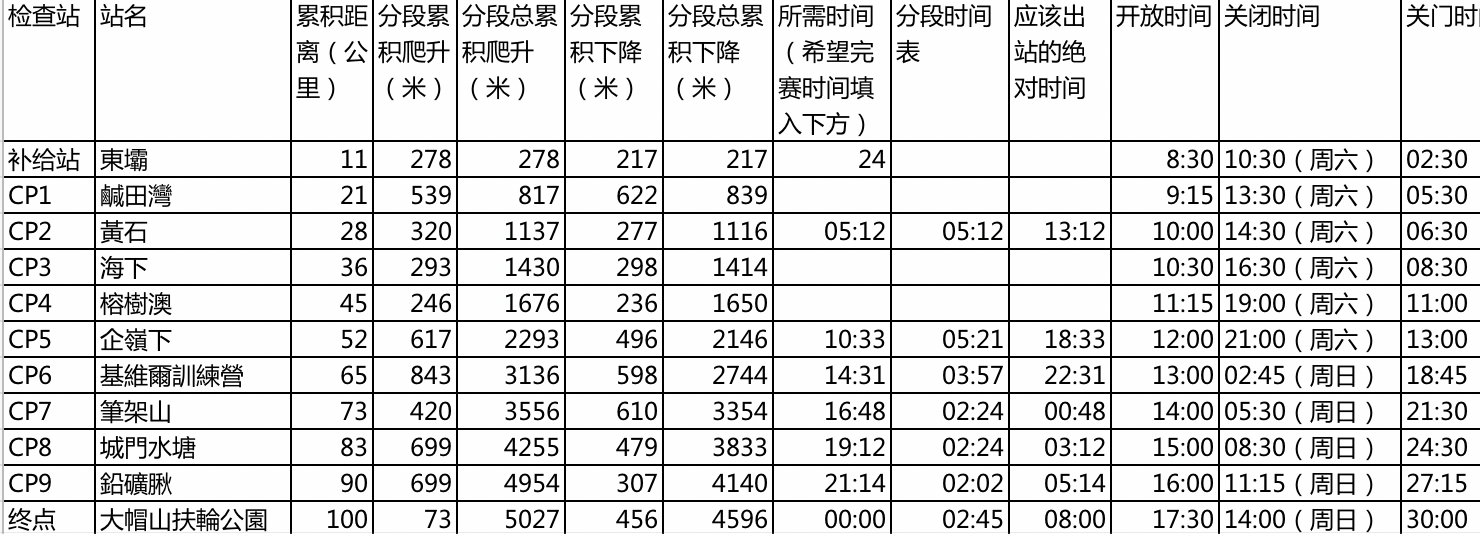 检查站 站名 累积距离（公里） 分段累积爬升（米） 分段总累积爬升（米） 分段累积下降（米） 分段总累积下降（米） 所需时间（希望完赛时间填入下方） 分段时间表 应该出站的绝对时间 开放时间 关闭时间 关门时
补给站 東壩 11 278 278 217 217 24 8:30 10:30（周六） 02:30
CP1 鹹田灣 21 539 817 622 839 9:15 13:30（周六） 05:30
CP2 黃石 28 320 1137 277 1116 05:12 05:12 13:12 10:00 14:30（周六） 06:30
CP3 海下 36 293 1430 298 1414 10:30 16:30（周六） 08:30
CP4 榕樹澳 45 246 1676 236 1650 11:15 19:00（周六） 11:00
CP5 企嶺下 52 617 2293 496 2146 10:33 05:21 18:33 12:00 21:00（周六） 13:00
CP6 基維爾訓練營 65 843 3136 598 2744 14:31 03:57 22:31 13:00 02:45（周日） 18:45
CP7 筆架山 73 420 3556 610 3354 16:48 02:24 00:48 14:00 05:30（周日） 21:30
CP8 城門水塘 83 699 4255 479 3833 19:12 02:24 03:12 15:00 08:30（周日） 24:30
CP9 鉛礦腬 90 699 4954 307 4140 21:14 02:02 05:14 16:00 11:15（周日） 27:15
终点 大帽山扶輪公園 100 73 5027 456 4596 00:00 02:45 08:00 17:30 14:00（周日） 30:00